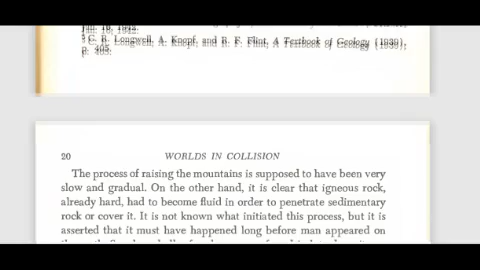 Jan. 18, 1942.
C. R. Longwell, A. Knopf, and R. F. Flint, A Textbook of Geology (1939),
p. 405.
20 WORLDS IN COLLISION
The process of raising the mountains is supposed to have been very
slow and gradual. On the other hand, it is clear that igneous rock,
already hard, had to become fluid in order to penetrate sedimentary
rock or cover it. It is not known what initiated this process, but it is
asserted that it must have happened long before man appeared on